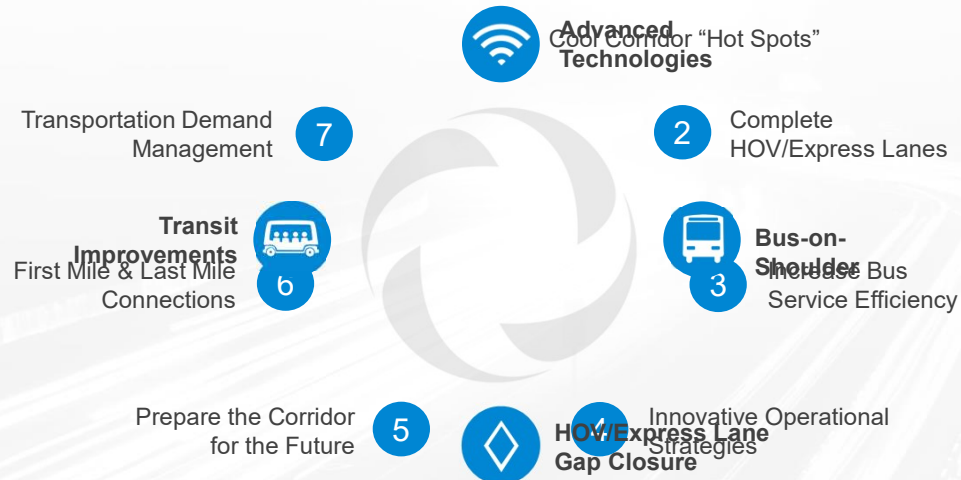 Advanced
Technologies
Cool Corridor “Hot Spots”
2
Complete
HOV/Express Lanes
Bus-on-
Shoulder
3
Increase Bus
Service Efficiency
4
Innovative Operational
Strategies
HOV/Express Lane
Gap Closure
5
Prepare the Corridor
for the Future
6
First Mile & Last Mile
Connections
Transit
Improvements
7
Transportation Demand
Management